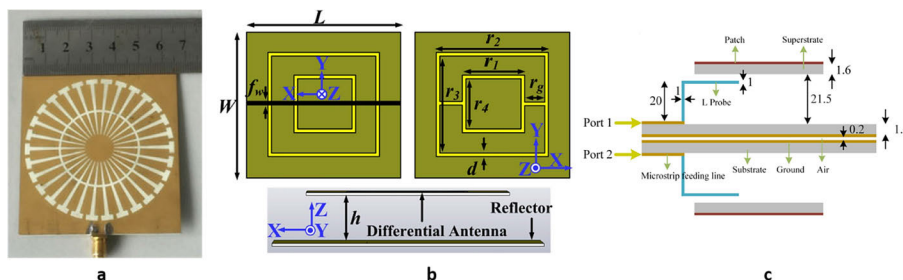 1 2 3 4 5 6 7
L
W
f_w
Y
X
Z
r_2
r_1
r_3
r_4
r_g
d
Y
Z
X
Z
X
Y
h
Reflector
Differential Antenna
Patch
Superstrate
1.6
1
1
20
L Probe
21.5
Port 1
0.2
1.
Port 2
Microstrip feeding line
Substrate
Ground
Air
a
b
c